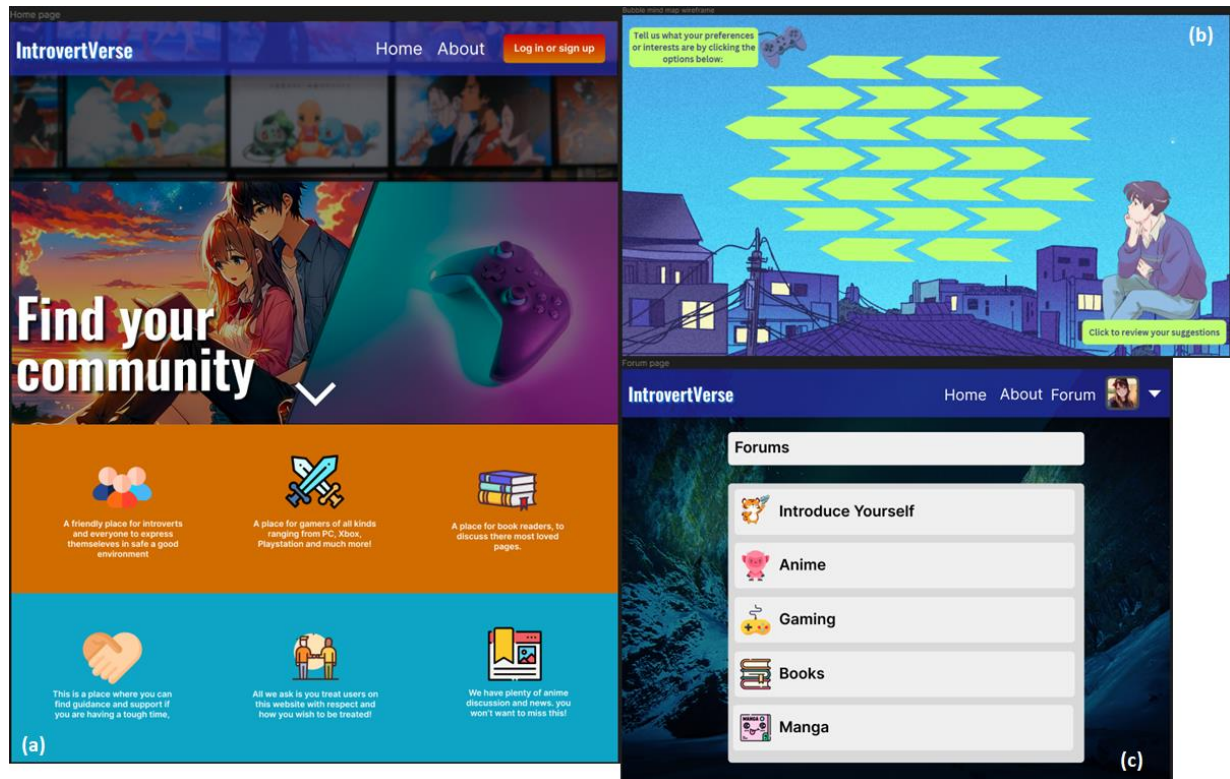 Home page
IntrovertVerse
Home About Log in or sign up
Find your
community
A friendly place for introverts
and everyone to express
themseleves in safe a good
environment
A place for gamers of all kinds
ranging from PC, Xbox,
Playstation and much more!
A place for book readers, to
discuss there most loved
pages.
This is a place where you can
find guidance and support if
you are having a tough time,
All we ask is you treat users on
this website with respect and
how you wish to be treated!
We have plenty of anime
discussion and news. you
won't want to miss this!
(a)
Bubble mind map wireframe
Tell us what your preferences
or interests are by clicking the
options below:
(b)
Click to review your suggestions
Forum page
IntrovertVerse
Home About Forum
Forums
Introduce Yourself
Anime
Gaming
Books
MANGA
Manga
(c)